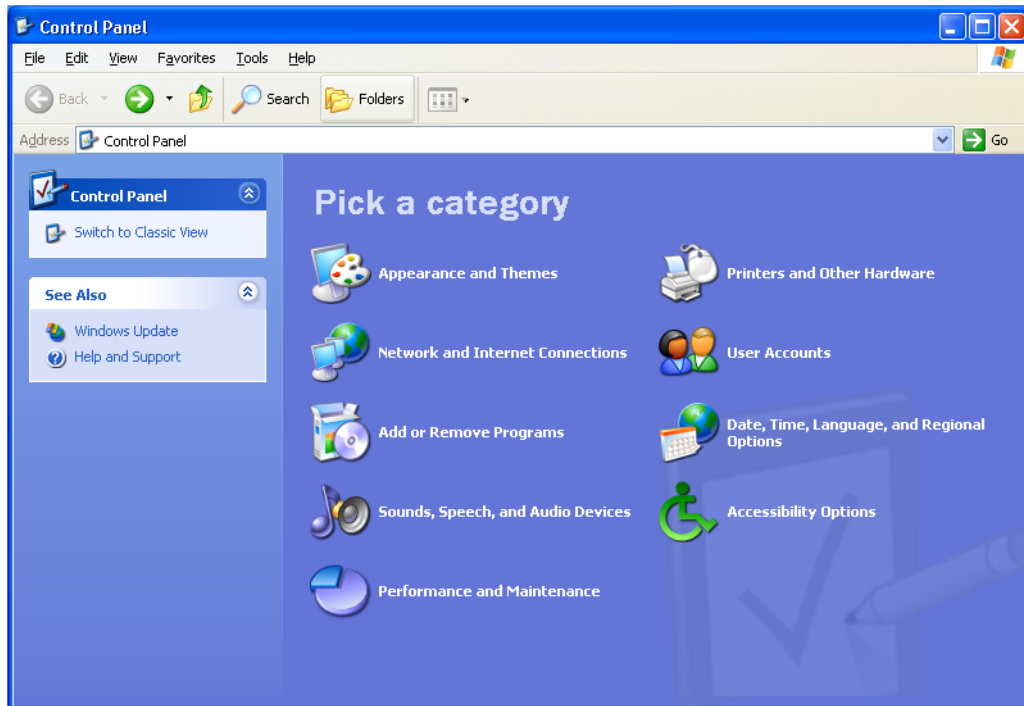 Control Panel
File Edit View Favorites Tools Help
Back Search Folders
Address Control Panel Go
Control Panel
Switch to Classic View
See Also
Windows Update
Help and Support
Pick a category
Appearance and Themes
Printers and Other Hardware
Network and Internet Connections
User Accounts
Add or Remove Programs
Date, Time, Language, and Regional
Options
Sounds, Speech, and Audio Devices
Accessibility Options
Performance and Maintenance